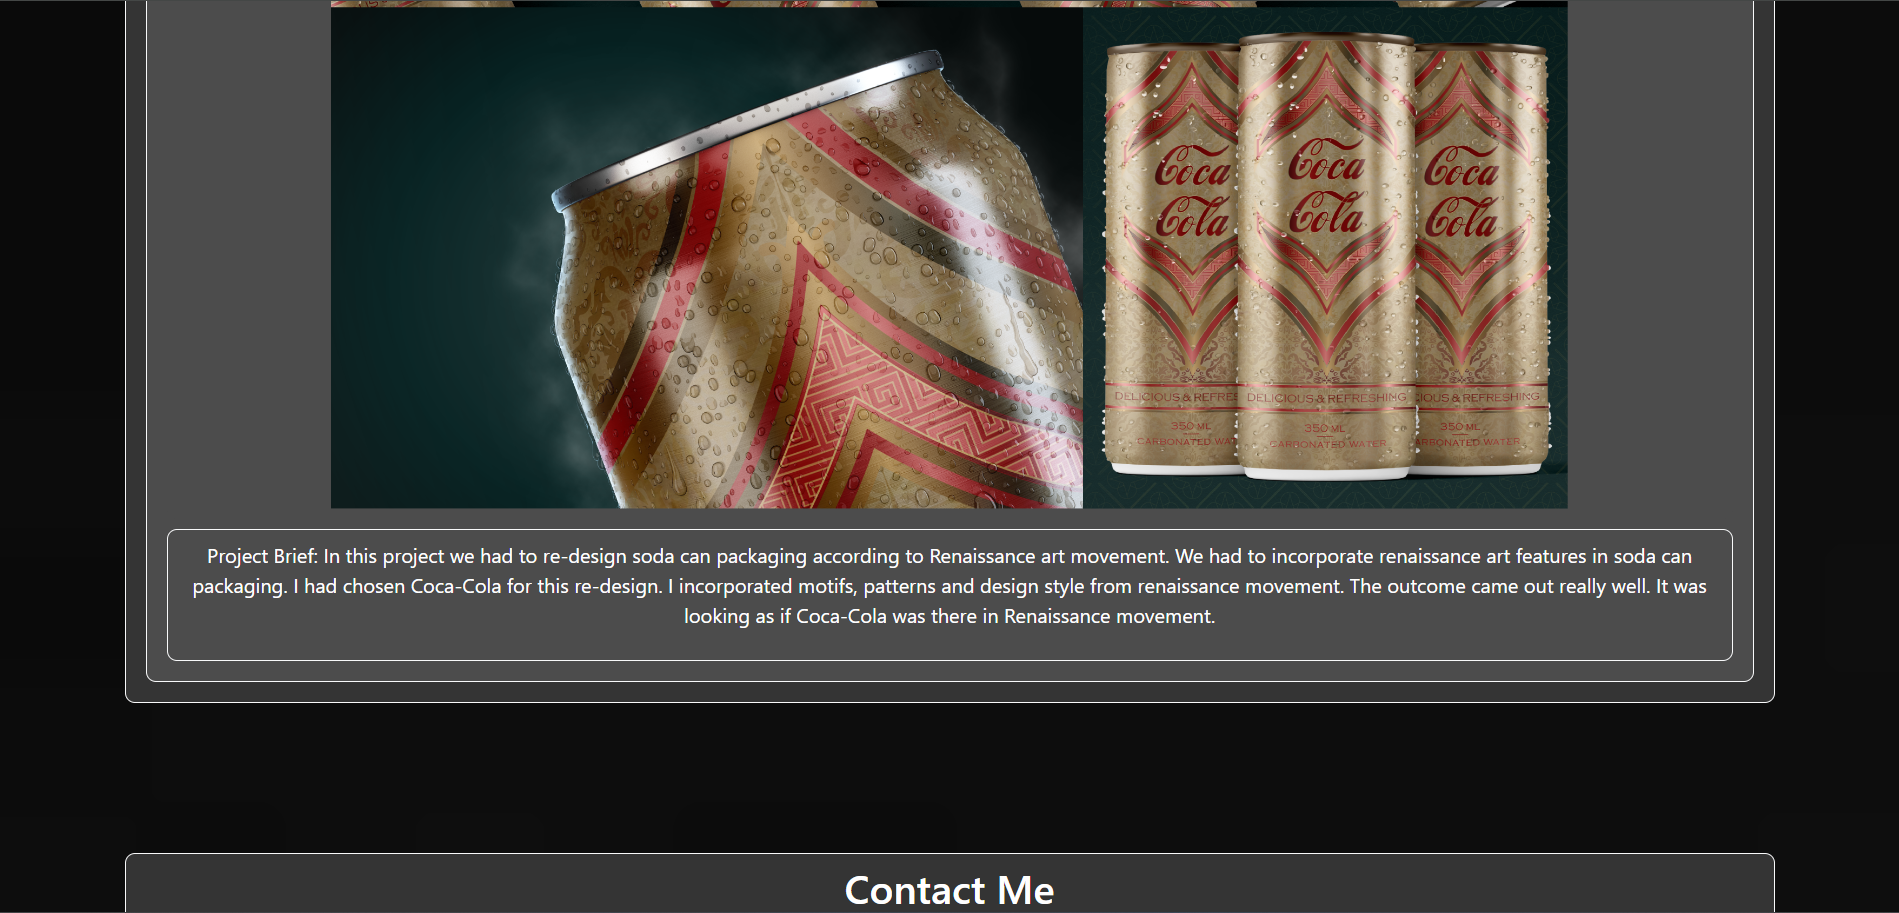 Coca
Cola
Coca
Cola
Coca
Cola
DELICIOUS & REFRES
DELICIOUS & REFRESHING
CIOUS & REFRESHING
350 ML
350 ML
350 ML
CARBONATED WAT
CARBONATED WATER
ARBONATED WATER
Project Brief: In this project we had to re-design soda can packaging according to Renaissance art movement. We had to incorporate renaissance art features in soda can
packaging. I had chosen Coca-Cola for this re-design. I incorporated motifs, patterns and design style from renaissance movement. The outcome came out really well. It was
looking as if Coca-Cola was there in Renaissance movement.
Contact Me